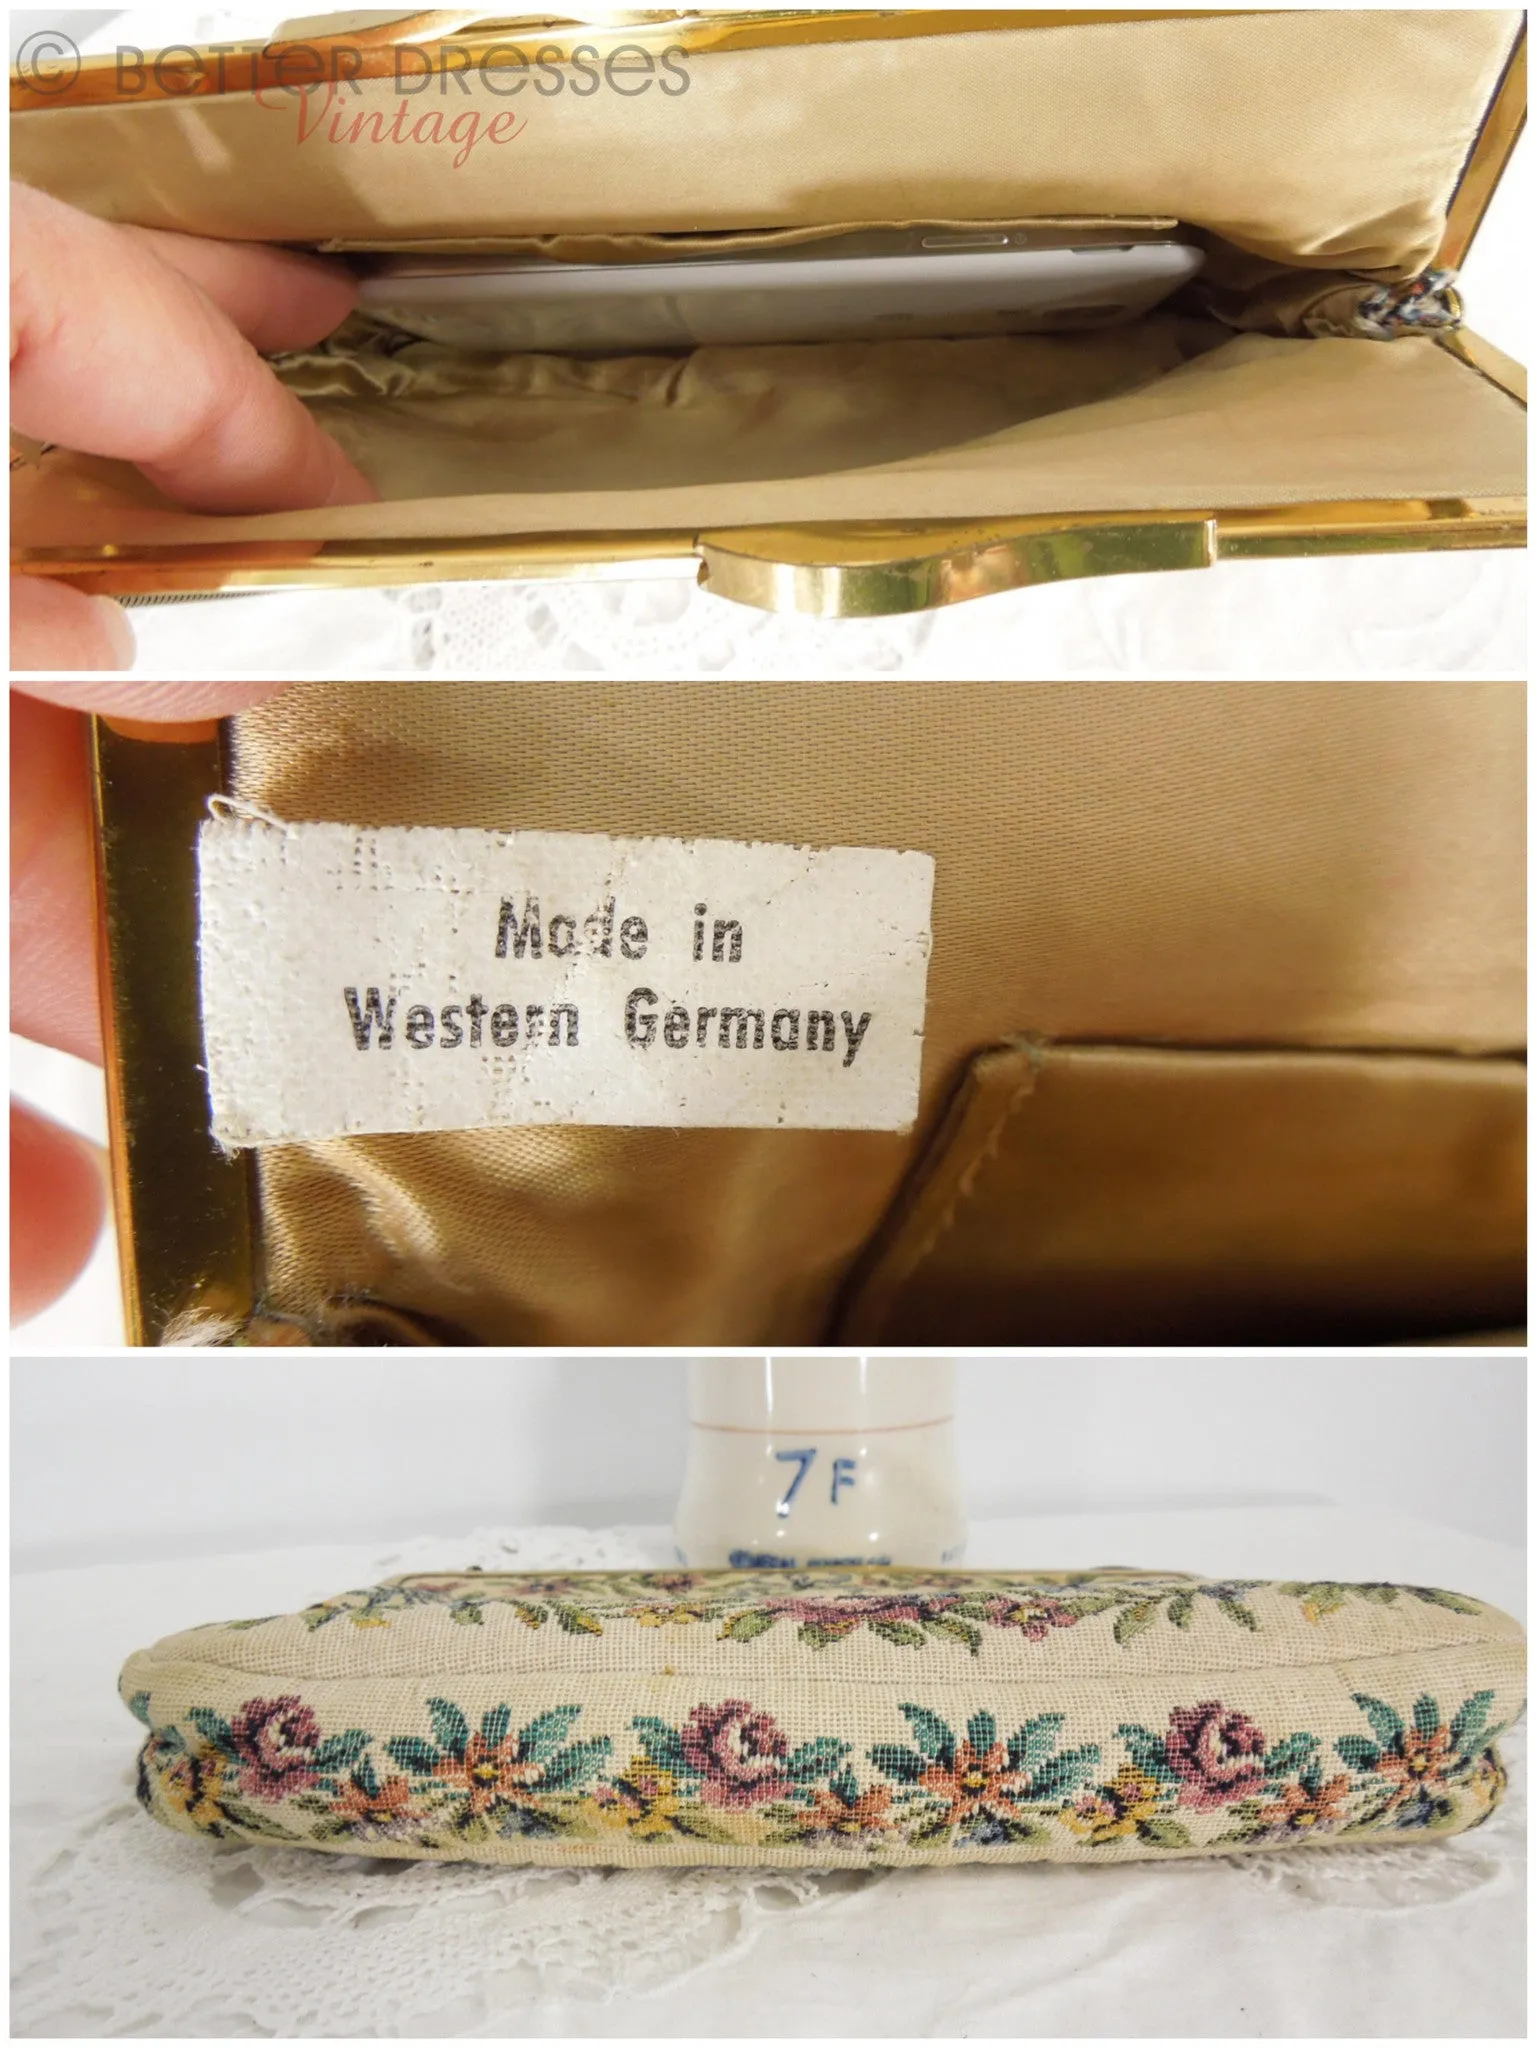 © BETTER DRESSES
Vintage
Made in
Western Germany
7F